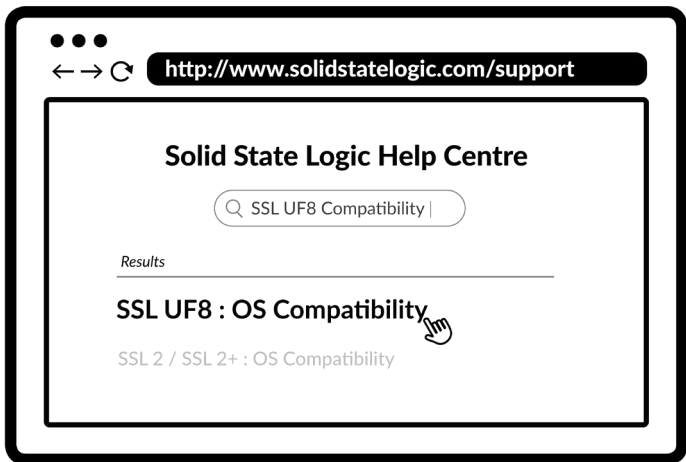 http://www.solidstatelogic.com/support
Solid State Logic Help Centre
SSL UF8 Compatibility
Results
SSL UF8 : OS Compatibility
SSL 2 / SSL 2+ : OS Compatibility